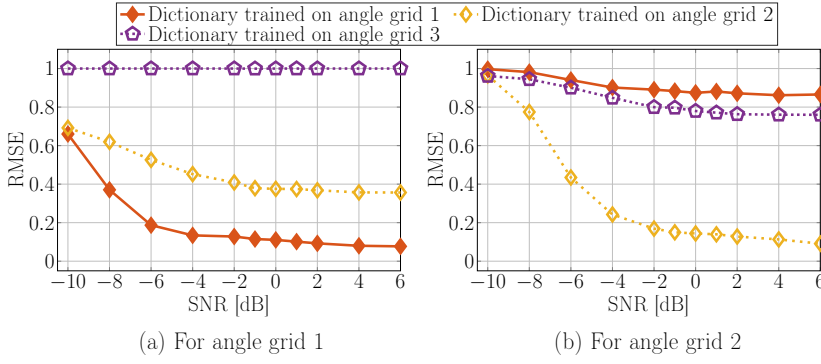 Dictionary trained on angle grid 1 Dictionary trained on angle grid 2
Dictionary trained on angle grid 3
1
0.8
0.6
0.4
0.2
0
RMSE
−10 −8 −6 −4 −2 0 2 4 6
SNR [dB]
(a) For angle grid 1
1
0.8
0.6
0.4
0.2
0
RMSE
−10 −8 −6 −4 −2 0 2 4 6
SNR [dB]
(b) For angle grid 2